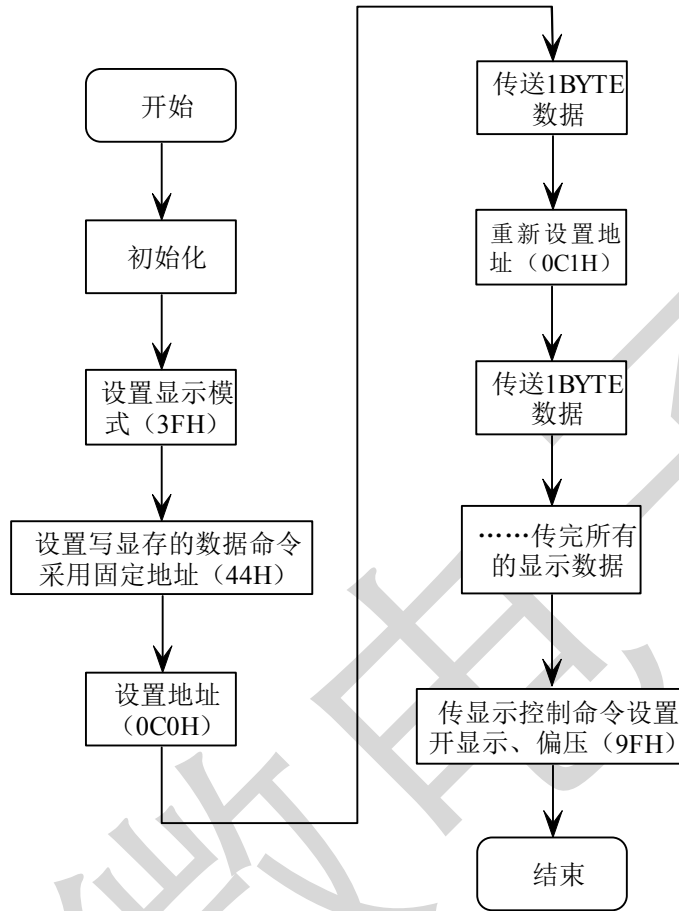 开始
初始化
设置显示模
式（3FH）
设置写显存的数据命令
采用固定地址（44H）
设置地址
（0C0H）
传送1BYTE
数据
重新设置地
址（0C1H）
传送1BYTE
数据
……传完所有
的显示数据
传显示控制命令设置
开显示、偏压（9FH）
结束